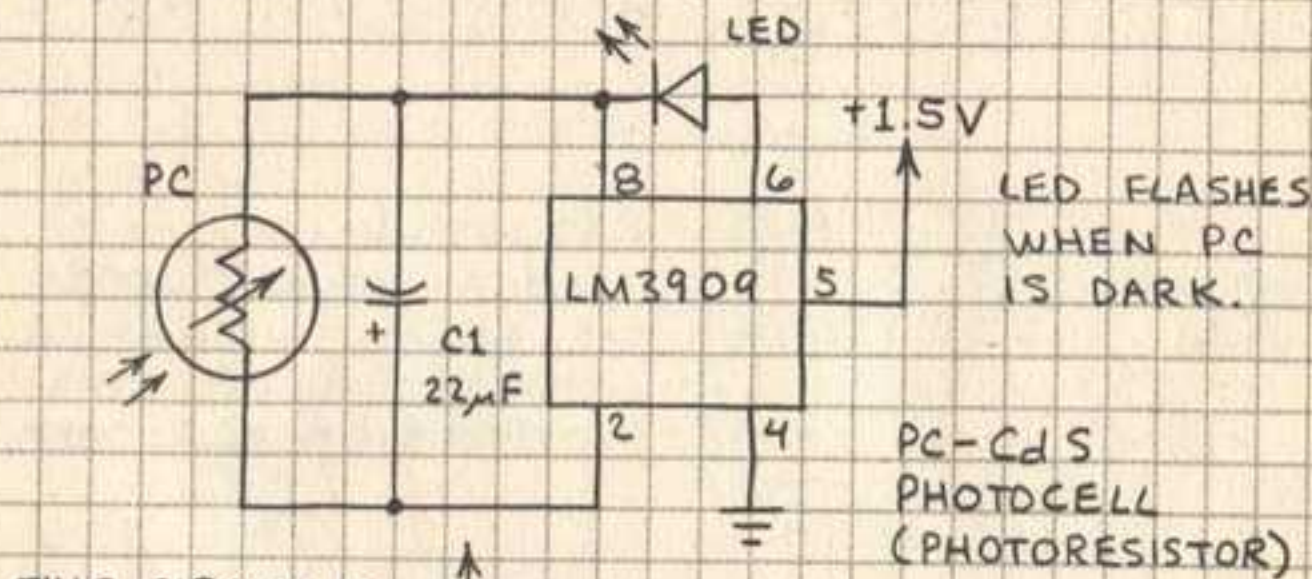 LED
+1.5V
PC
8
6
LED FLASHES
WHEN PC
IS DARK.
LM3909
5
+
C1
22µF
2
4
PC-CdS
PHOTOCELL
(PHOTORESISTOR)